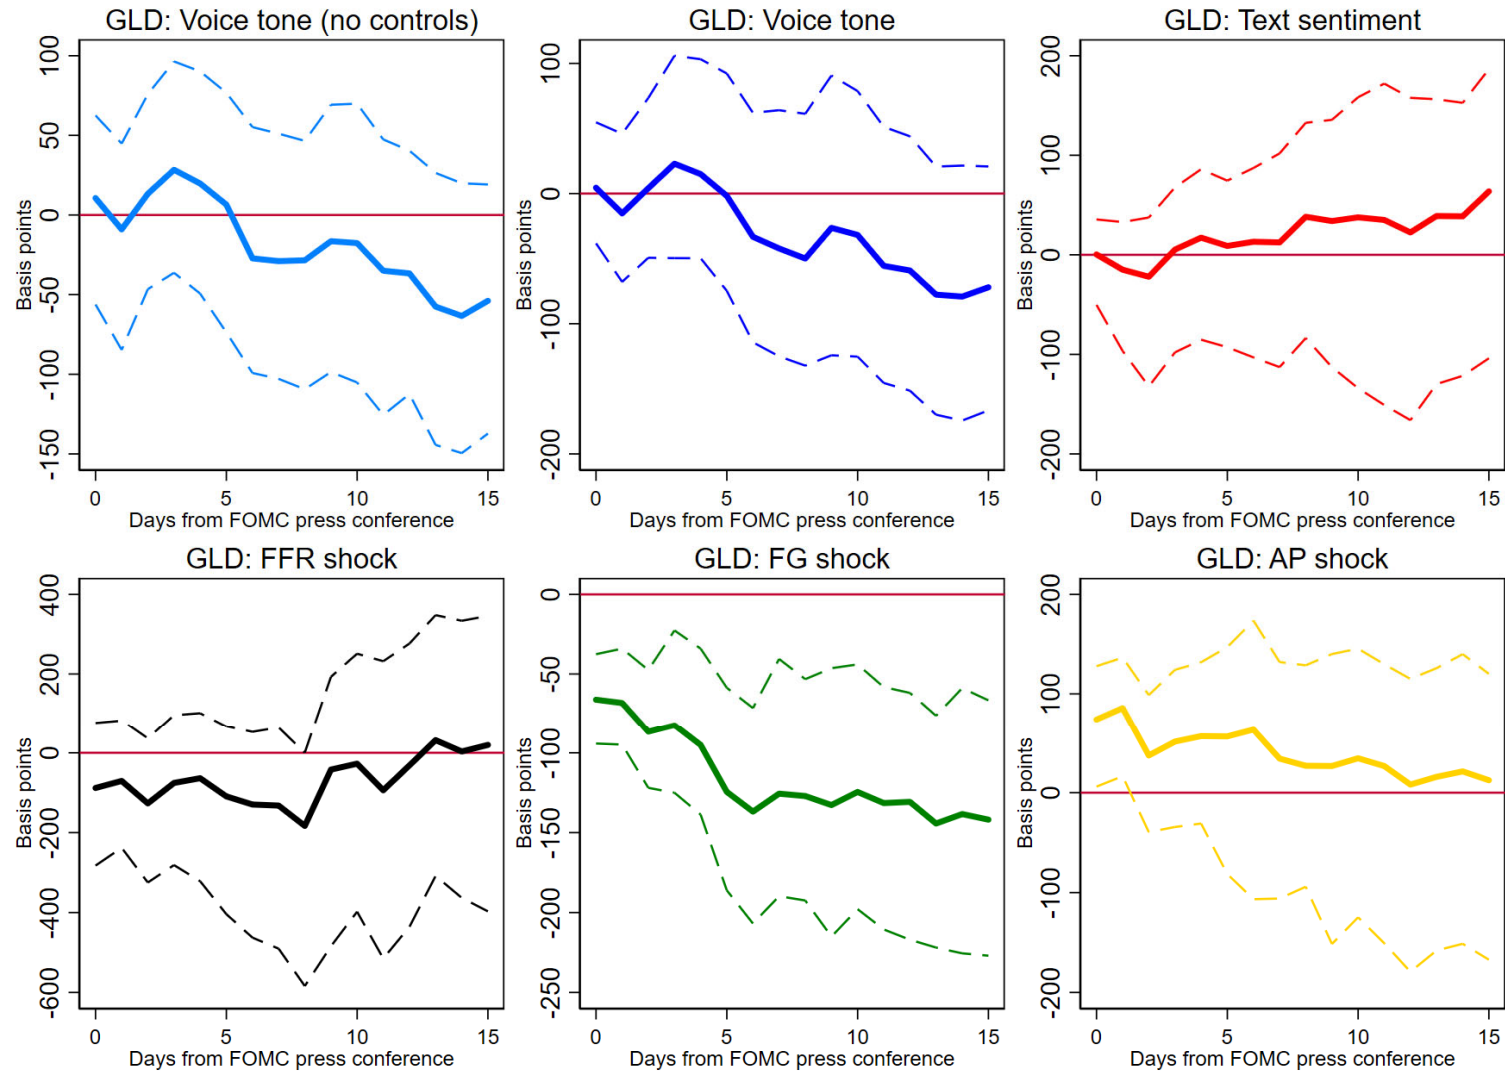 GLD: Voice tone (no controls)
Basis points
100
50
0
-50
-100
-150
0 5 10 15
Days from FOMC press conference
GLD: Voice tone
Basis points
100
0
-100
-200
0 5 10 15
Days from FOMC press conference
GLD: Text sentiment
Basis points
200
100
0
-100
-200
0 5 10 15
Days from FOMC press conference
GLD: FFR shock
Basis points
400
200
0
-200
-400
-600
0 5 10 15
Days from FOMC press conference
GLD: FG shock
Basis points
0
-50
-100
-150
-200
-250
0 5 10 15
Days from FOMC press conference
GLD: AP shock
Basis points
200
100
0
-100
-200
0 5 10 15
Days from FOMC press conference